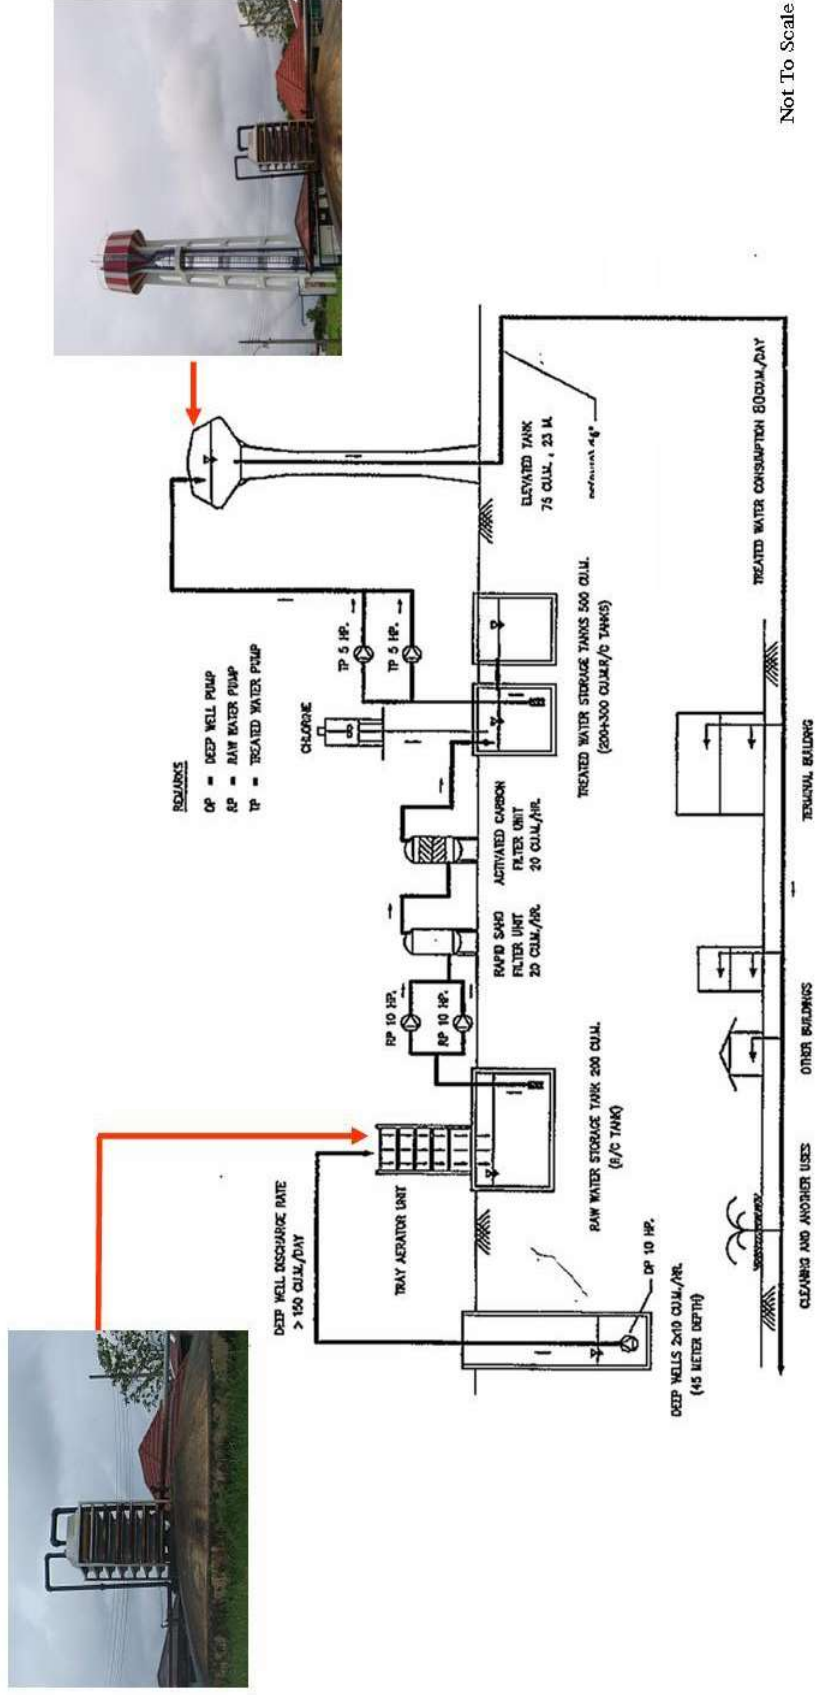 REMARKS
DP = DEEP WELL PUMP
RP = RAW WATER PUMP
TP = TREATED WATER PUMP
DEEP WELL DISCHARGE RATE
> 150 CU.M./DAY
TRAY AERATOR UNIT
RP 10 HP.
RP 10 HP.
CHLORINE
TP 5 HP.
TP 5 HP.
DP 10 HP.
DEEP WELLS 2x10 CU.M./HR.
(45 METER DEPTH)
RAW WATER STORAGE TANK 200 CU.M.
(R/C TANK)
RAPID SAND
FILTER UNIT
20 CU.M./HR.
ACTIVATED CARBON
FILTER UNIT
20 CU.M./HR.
TREATED WATER STORAGE TANKS 500 CU.M.
(200+300 CU.M.R/C TANKS)
ELEVATED TANK
75 CU.M. , 23 M.
TREATED WATER CONSUMPTION 80CU.M./DAY
CLEANING AND ANOTHER USES
OTHER BUILDINGS
TERMINAL BUILDING
Not To Scale